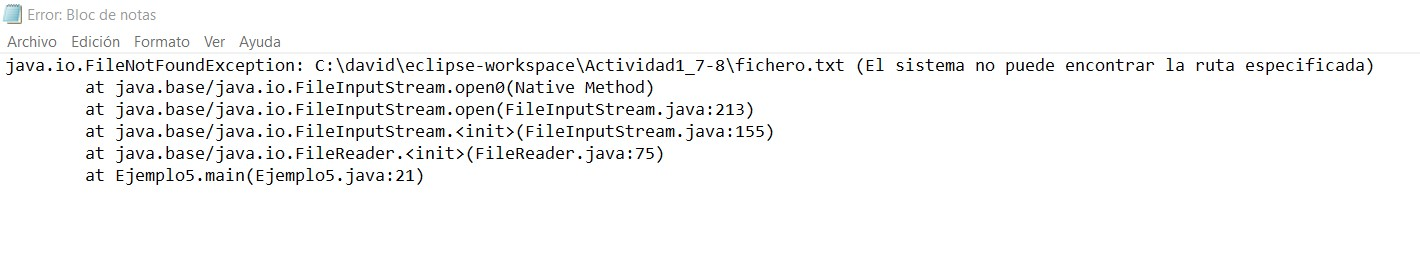 Error: Bloc de notas
Archivo Edición Formato Ver Ayuda
java.io.FileNotFoundException: C:\david\eclipse-workspace\Actividad1_7-8\fichero.txt (El sistema no puede encontrar la ruta especificada)
at java.base/java.io.FileInputStream.open0(Native Method)
at java.base/java.io.FileInputStream.open(FileInputStream.java:213)
at java.base/java.io.FileInputStream.<init>(FileInputStream.java:155)
at java.base/java.io.FileReader.<init>(FileReader.java:75)
at Ejemplo5.main(Ejemplo5.java:21)